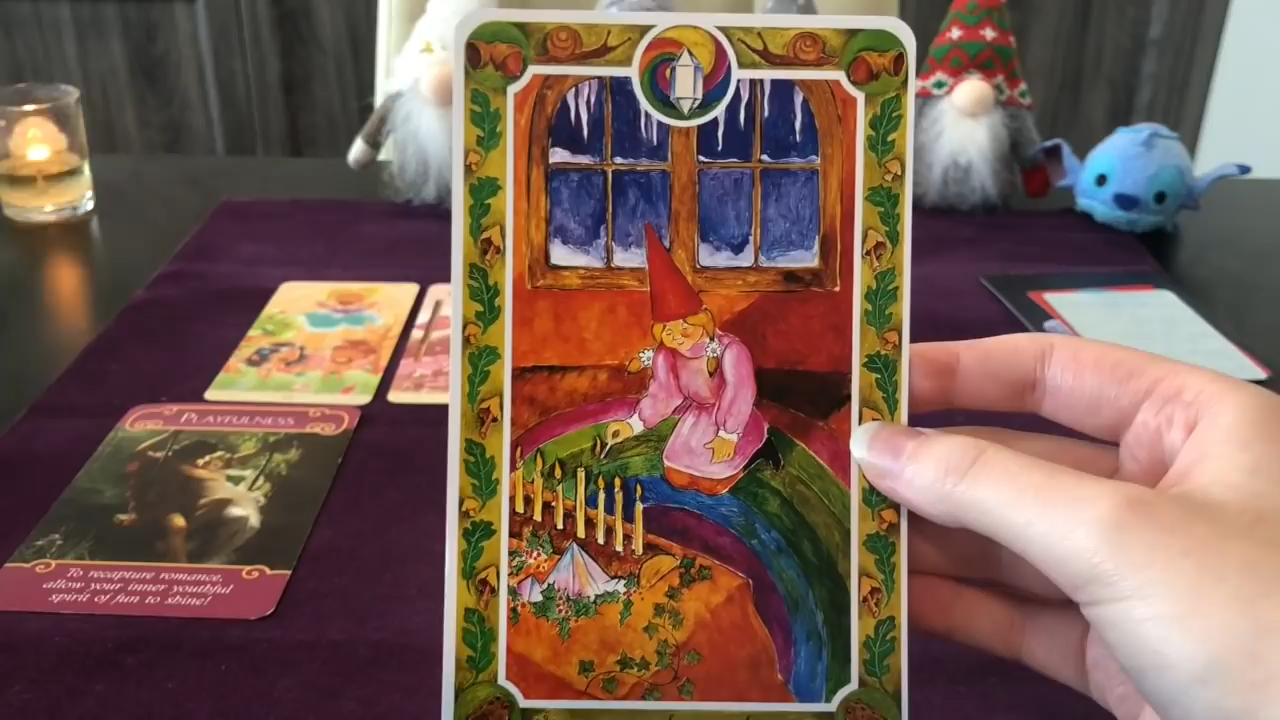 PLAYFULNESS
To recapture romance,
allow your inner youthful
spirit of fun to shine!